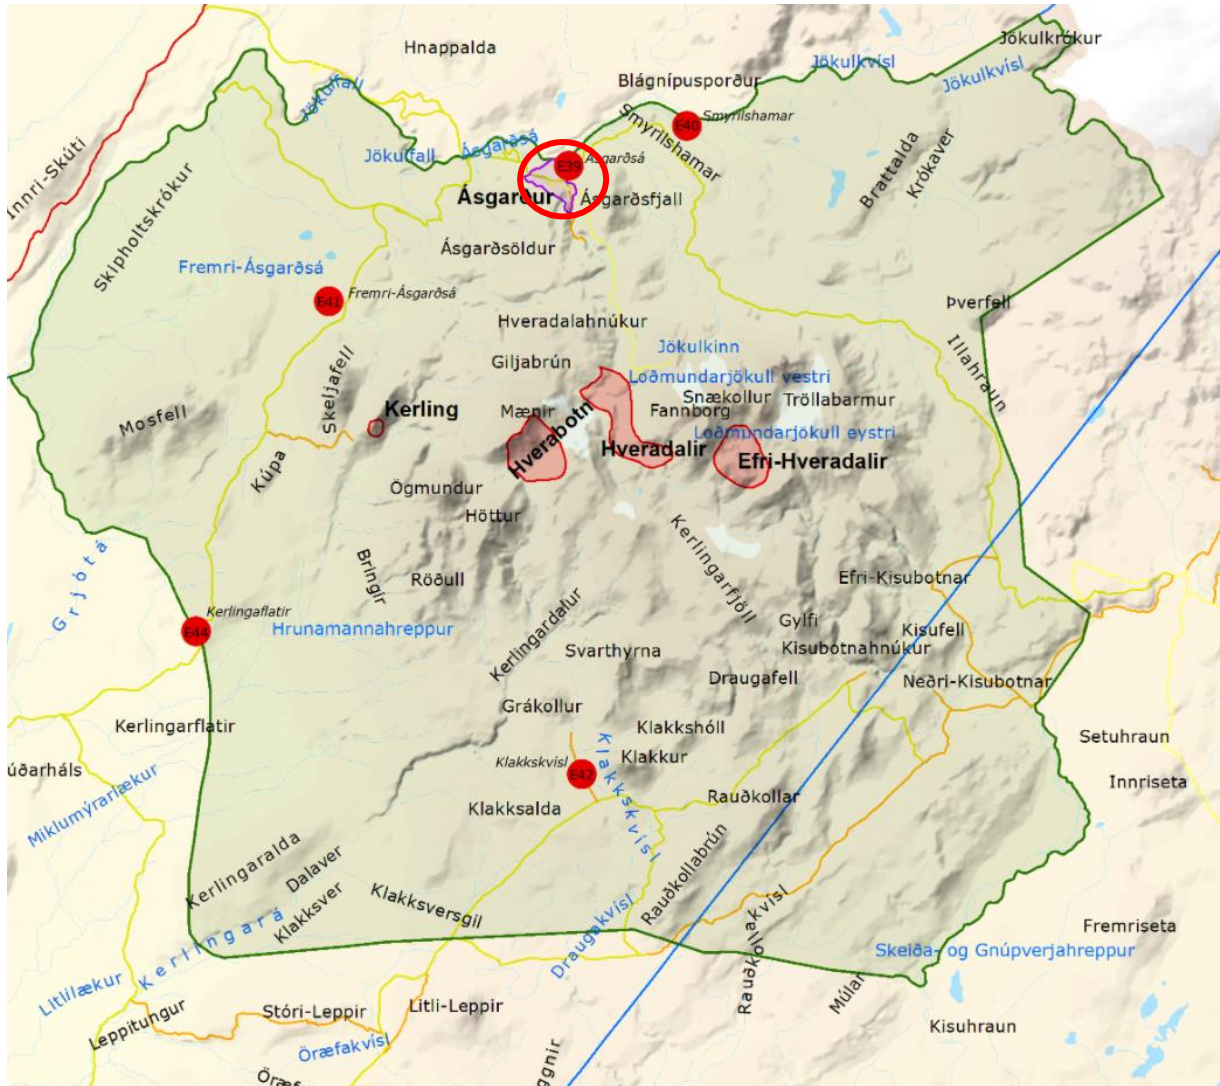 Hnappalda
Jökulkrókur
Jökulkvísl
Jökulkvísl
Blágnípusporður
Jökulfall
Smyrilshamar
E40
Smyrilshamar
Innri-Skúti
Jökulfall
Ásgarðsá
Ásgarðsá
E39
Brattalda
Krókaver
Skipholtskrókur
Ásgarður
Ásgarðsfjall
Ásgarðsöldur
Fremri-Ásgarðsá
E41
Fremri-Ásgarðsá
Þverfell
Hveradalahnúkur
Illahraun
Jökulkinn
Giljabrún
Loðmundarjökull vestri
Skeljafell
Snækollur
Tröllabarmur
Kerling
Mænir
Fannborg
Mosfell
Hverabotn
Loðmundarjökull eystri
Hveradalir
Efri-Hveradalir
Kúpa
Ögmundur
Höttur
Kerlingarfjöll
Grjótá
Bringir
Röðull
Efri-Kisubotnar
Kerlingaflatir
E44
Hrunamannahreppur
Kerlingardalur
Gylfi
Kisufell
Svarthyrna
Kisubotnahnúkur
Draugafell
Neðri-Kisubotnar
Grákollur
Kerlingarflatir
Klakkshóll
Setuhraun
Klakkur
úðarháls
Klakkskvísl
E42
Klakkskvísl
Innriseta
Miklumýrarlækur
Klakksalda
Rauðkollar
Kerlingaralda
Dalaver
Rauðkollabrún
Klakksver
Klakksversgil
Kerlingará
Draugakvísl
Rauðkollakvísl
Fremriseta
Skeiða- og Gnúpverjahreppur
Litlilækur
Múlar
Leppitungur
Stóri-Leppir
Litli-Leppir
Kisuhraun
Öræfakvísl
Öræf
ggnir